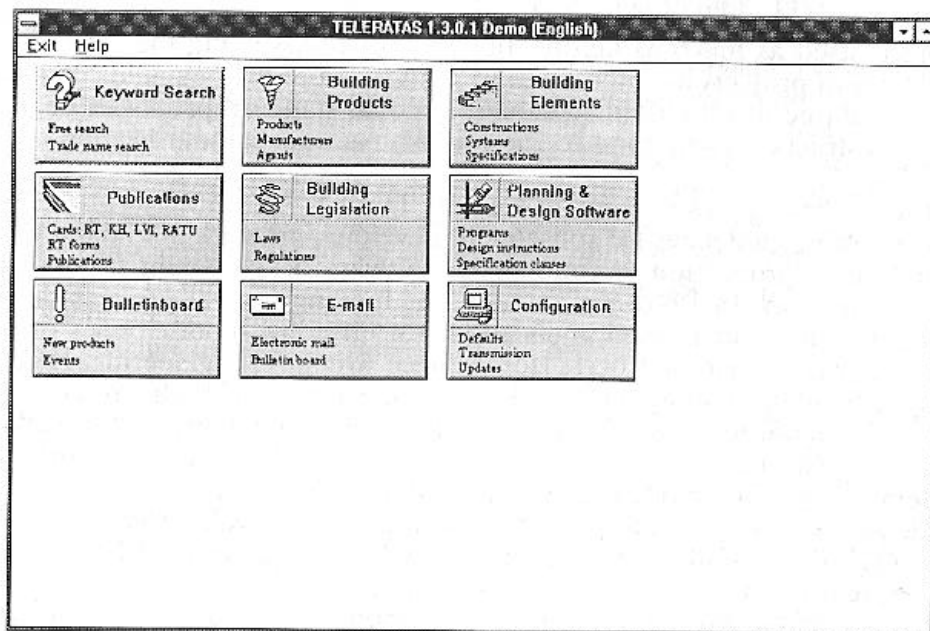 TELERATAS 1.3.0.1 Demo (English)
Exit Help
Keyword Search
Free search
Trade name search
Building
Products
Products
Manufacturers
Agents
Building
Elements
Constructions
Systems
Specifications
Publications
Cards: RT, KH, LVI, RATU
RT forms
Publications
Building
Legislation
Laws
Regulations
Planning &
Design Software
Programs
Design instructions
Specification clauses
Bulletinboard
New products
Events
E-mail
Electronic mail
Bulletin board
Configuration
Defaults
Transmission
Updates